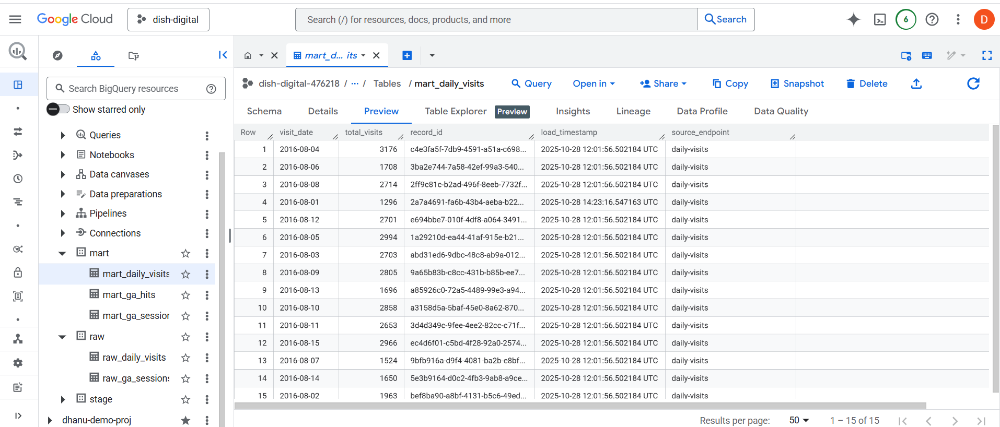 Google Cloud dish-digital Search (/) for resources, docs, products, and more Search 6 D
mart_d... its
Search BigQuery resources
Show starred only
Queries
Notebooks
Data canvases
Data preparations
Pipelines
Connections
mart
mart_daily_visits
mart_ga_hits
mart_ga_session
raw
raw_daily_visits
raw_ga_sessions
stage
dhanu-demo-proj
dish-digital-476218 / ... / Tables / mart_daily_visits Query Open in Share Copy Snapshot Delete
Schema Details Preview Table Explorer Preview Insights Lineage Data Profile Data Quality
Row visit_date total_visits record_id load_timestamp source_endpoint
1 2016-08-04 3176 c4e3fa5f-7db9-4591-a51a-c698... 2025-10-28 12:01:56.502184 UTC daily-visits
2 2016-08-06 1708 3ba2e744-7a58-42ef-99a3-540... 2025-10-28 12:01:56.502184 UTC daily-visits
3 2016-08-08 2714 2ff9c81c-b2ad-496f-8eeb-7732f... 2025-10-28 12:01:56.502184 UTC daily-visits
4 2016-08-01 1296 2a7a4691-fa6b-43b4-aeba-b22... 2025-10-28 14:23:16.547163 UTC daily-visits
5 2016-08-12 2701 e694bbe7-010f-4df8-a064-3491... 2025-10-28 12:01:56.502184 UTC daily-visits
6 2016-08-05 2994 1a29210d-ea44-41af-915e-b21... 2025-10-28 12:01:56.502184 UTC daily-visits
7 2016-08-03 2703 abd31ed6-9dbc-48c8-ab9a-012... 2025-10-28 12:01:56.502184 UTC daily-visits
8 2016-08-09 2805 9a65b83b-c8cc-431b-b85b-ee7... 2025-10-28 12:01:56.502184 UTC daily-visits
9 2016-08-13 1696 a85926c0-72a5-4489-99e3-a94... 2025-10-28 12:01:56.502184 UTC daily-visits
10 2016-08-10 2858 a3158d5a-5baf-45e0-8a62-870... 2025-10-28 12:01:56.502184 UTC daily-visits
11 2016-08-11 2653 3d4d349c-9fee-4ee2-82cc-c71f... 2025-10-28 12:01:56.502184 UTC daily-visits
12 2016-08-15 2966 ec4d6f01-c5bd-4f28-92a0-2574... 2025-10-28 12:01:56.502184 UTC daily-visits
13 2016-08-07 1524 9bfb916a-d9f4-4081-ba2b-e8bf... 2025-10-28 12:01:56.502184 UTC daily-visits
14 2016-08-14 1650 5e3b9164-d0c2-4fb3-9ab8-a9ce... 2025-10-28 12:01:56.502184 UTC daily-visits
15 2016-08-02 1963 bef8ba90-a8bf-4131-b5c6-49ed... 2025-10-28 12:01:56.502184 UTC daily-visits
Results per page: 50 1 – 15 of 15